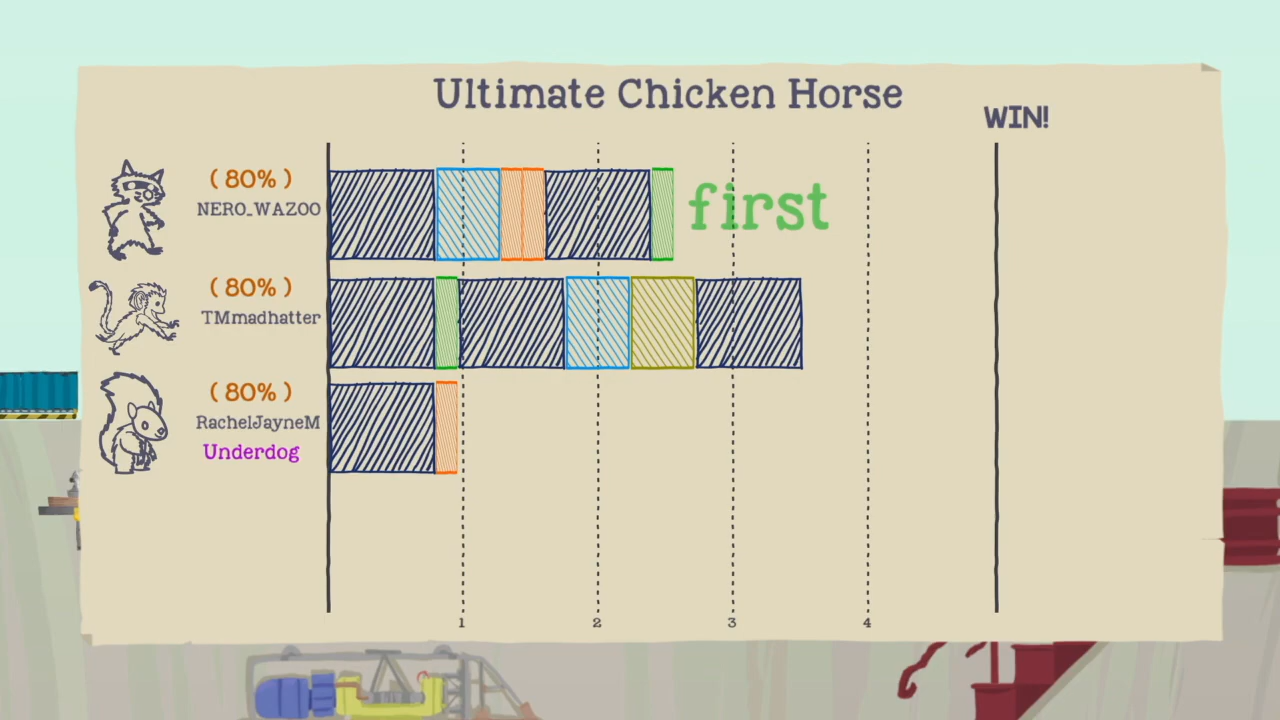 Ultimate Chicken Horse
WIN!
( 80% )
NERO_WAZOO
first
( 80% )
TMmadhatter
( 80% )
RachelJayneM
Underdog
1 2 3 4